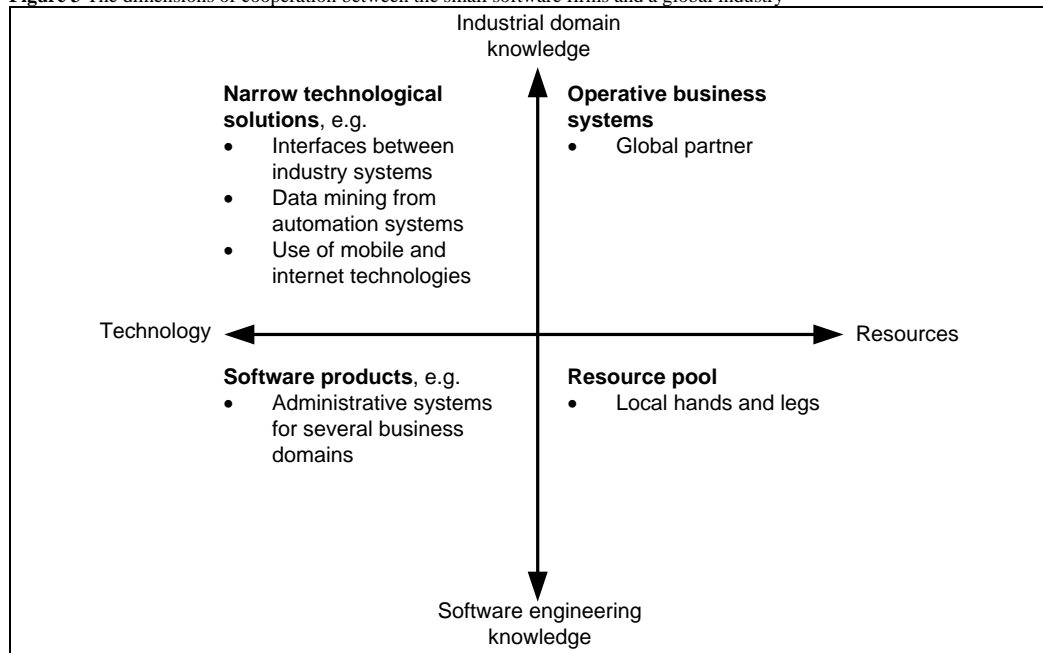 Figure 3 The dimensions of cooperation between the small software firms and a global industry
Industrial domain
knowledge
Narrow technological
solutions, e.g.
• Interfaces between
industry systems
• Data mining from
automation systems
• Use of mobile and
internet technologies
Operative business
systems
• Global partner
Technology
Resources
Software products, e.g.
• Administrative systems
for several business
domains
Resource pool
• Local hands and legs
Software engineering
knowledge